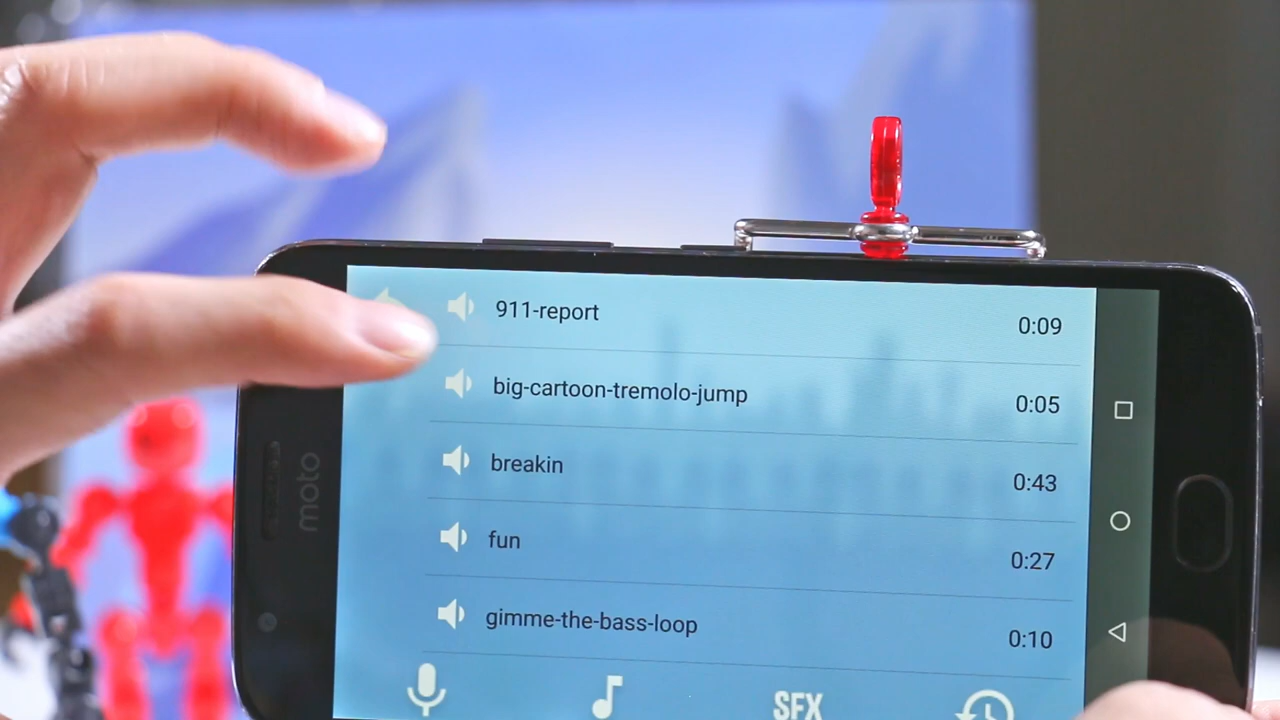 911-report 0:09
big-cartoon-tremolo-jump 0:05
breakin 0:43
fun 0:27
gimme-the-bass-loop 0:10
SFX
moto